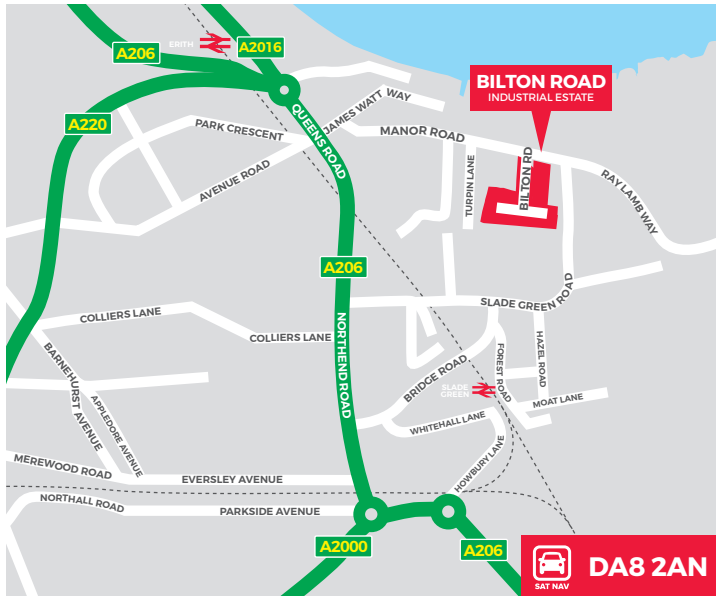 A206
ERITH
A2016
BILTON ROAD
INDUSTRIAL ESTATE
A220
PARK CRESCENT
QUEENS ROAD
JAMES WATT WAY
MANOR ROAD
AVENUE ROAD
TURPIN LANE
BILTON RD
RAY LAMB WAY
A206
COLLIERS LANE
COLLIERS LANE
SLADE GREEN ROAD
NORTHEND ROAD
BARNEHURST AVENUE
APPLEDORE AVENUE
BRIDGE ROAD
FOREST ROAD
HAZEL ROAD
SLADE
GREEN
MOAT LANE
WHITEHALL LANE
HOWBURY LANE
MEREWOOD ROAD
EVERSLEY AVENUE
NORTHALL ROAD
PARKSIDE AVENUE
A2000
A206
SAT NAV
DA8 2AN